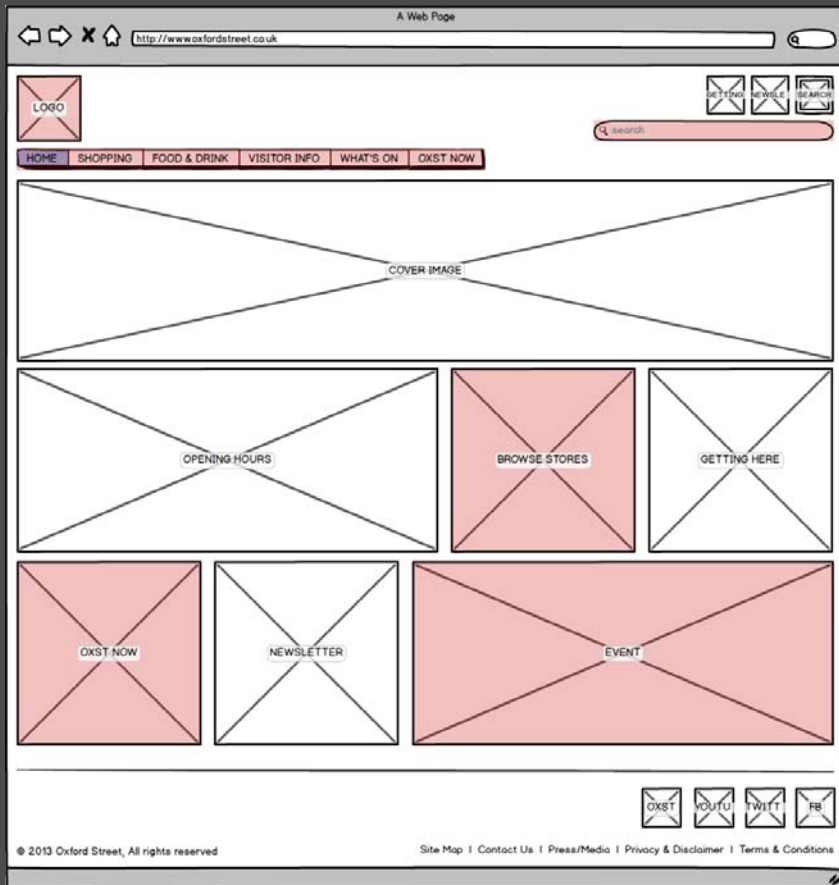 A Web Page
http://www.oxfordstreet.co.uk
LOGO
GETTING NEWSLE SEARCH
search
HOME SHOPPING FOOD & DRINK VISITOR INFO WHAT'S ON OXST NOW
COVER IMAGE
OPENING HOURS BROWSE STORES GETTING HERE
OXST NOW NEWSLETTER EVENT
OXST YOUTU TWITT FB
© 2013 Oxford Street, All rights reserved Site Map | Contact Us | Press/Media | Privacy & Disclaimer | Terms & Conditions